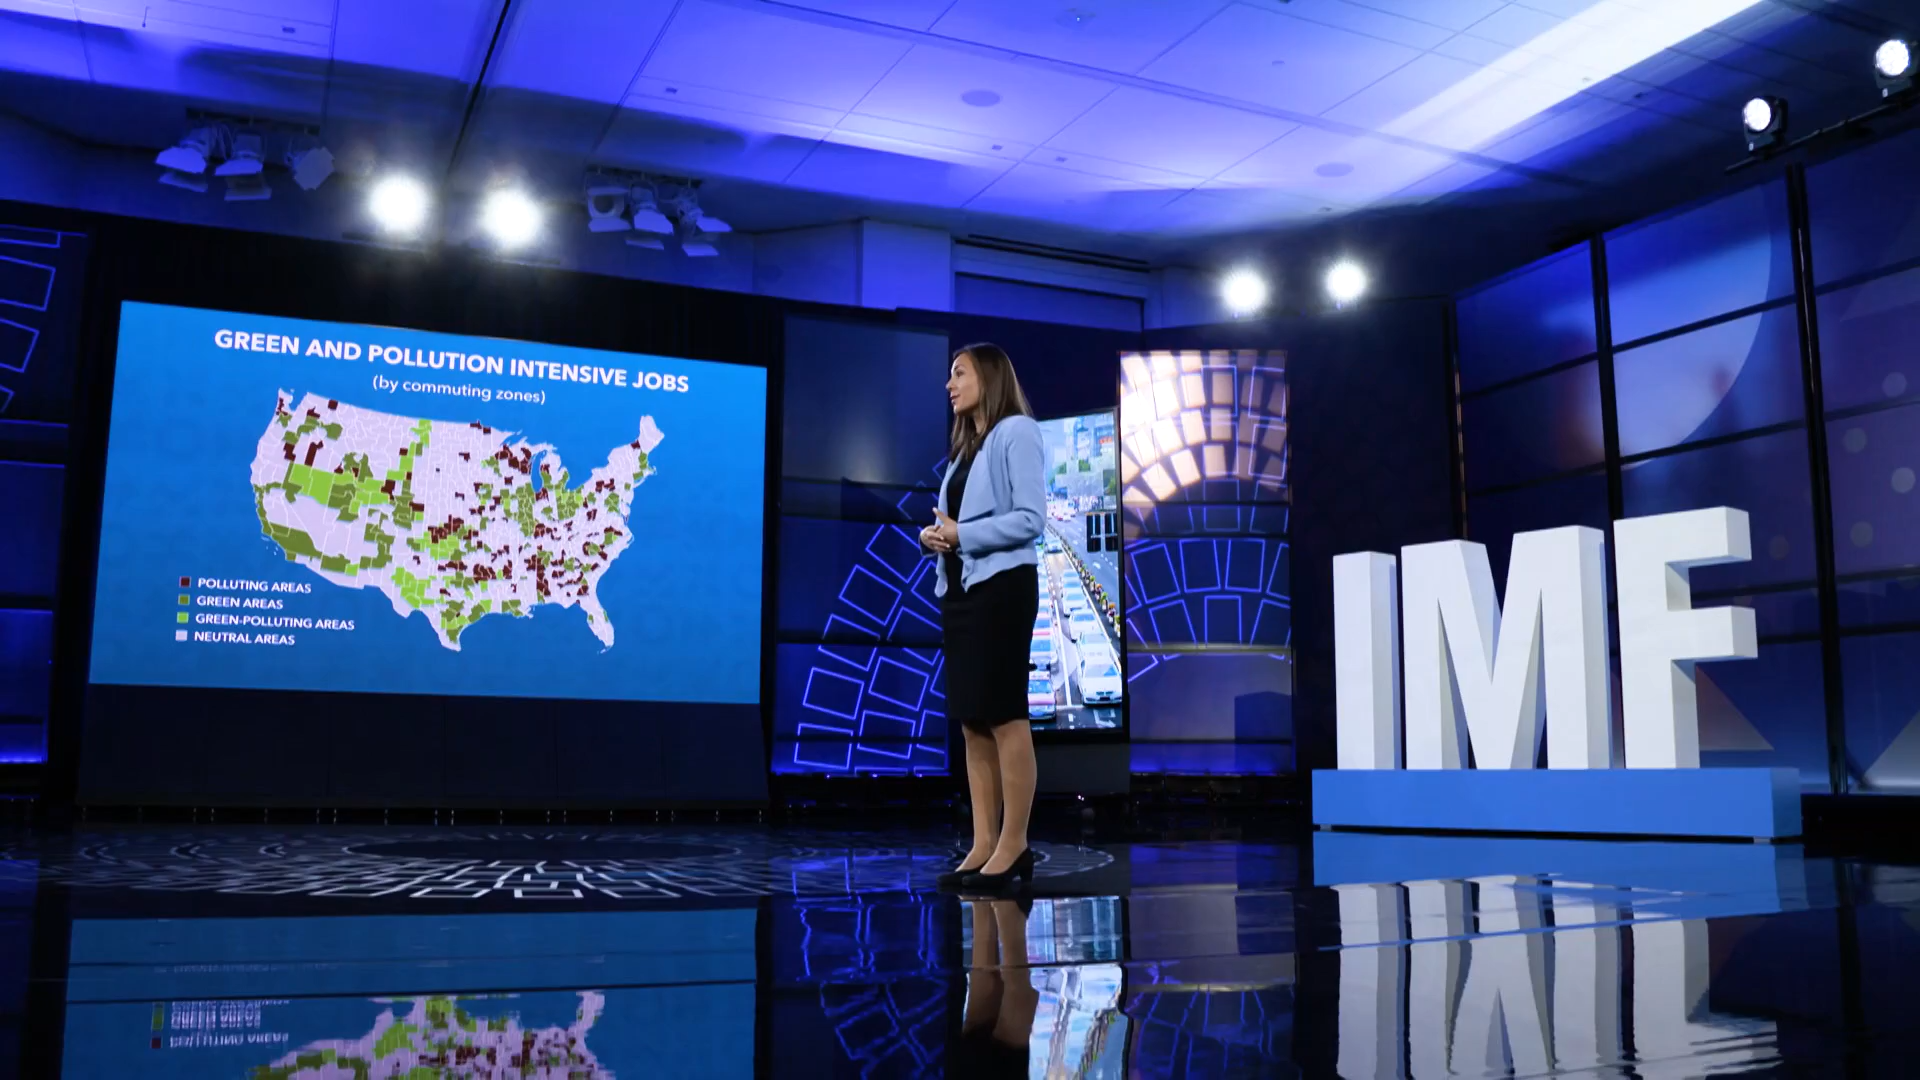 GREEN AND POLLUTION INTENSIVE JOBS
(by commuting zones)
POLLUTING AREAS
GREEN AREAS
GREEN-POLLUTING AREAS
NEUTRAL AREAS
IMF